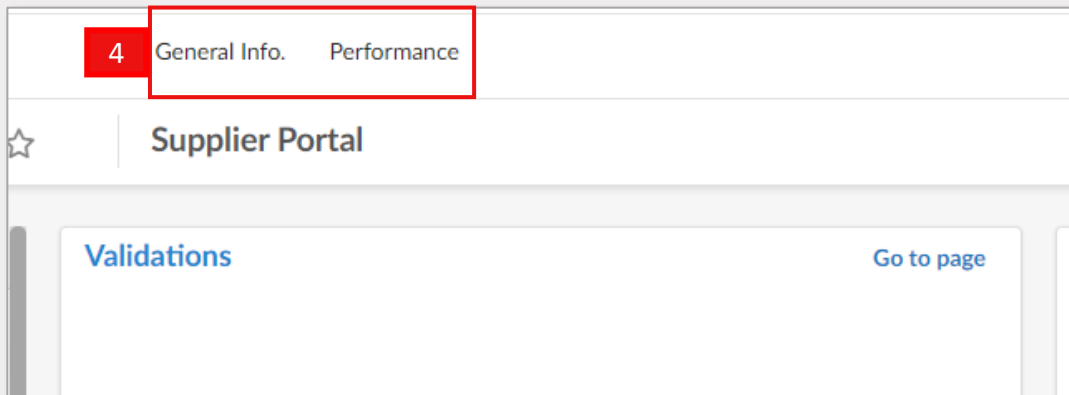 4 General Info. Performance
Supplier Portal
Validations Go to page